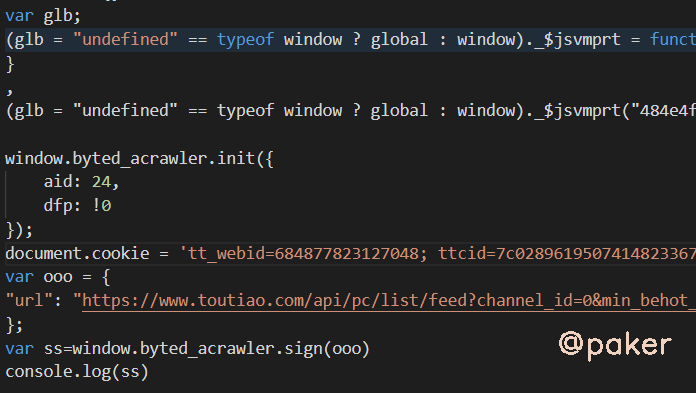 var glb;
(glb = "undefined" == typeof window ? global : window)._$jsvmprt = funct
}
,
(glb = "undefined" == typeof window ? global : window)._$jsvmprt("484e4f
window.byted_acrawler.init({
    aid: 24,
    dfp: !0
});
document.cookie = 'tt_webid=684877823127048; ttcid=7c0289619507414823367
var ooo = {
"url": "https://www.toutiao.com/api/pc/list/feed?channel_id=0&min_behot_
};
var ss=window.byted_acrawler.sign(ooo)
console.log(ss)
@paker